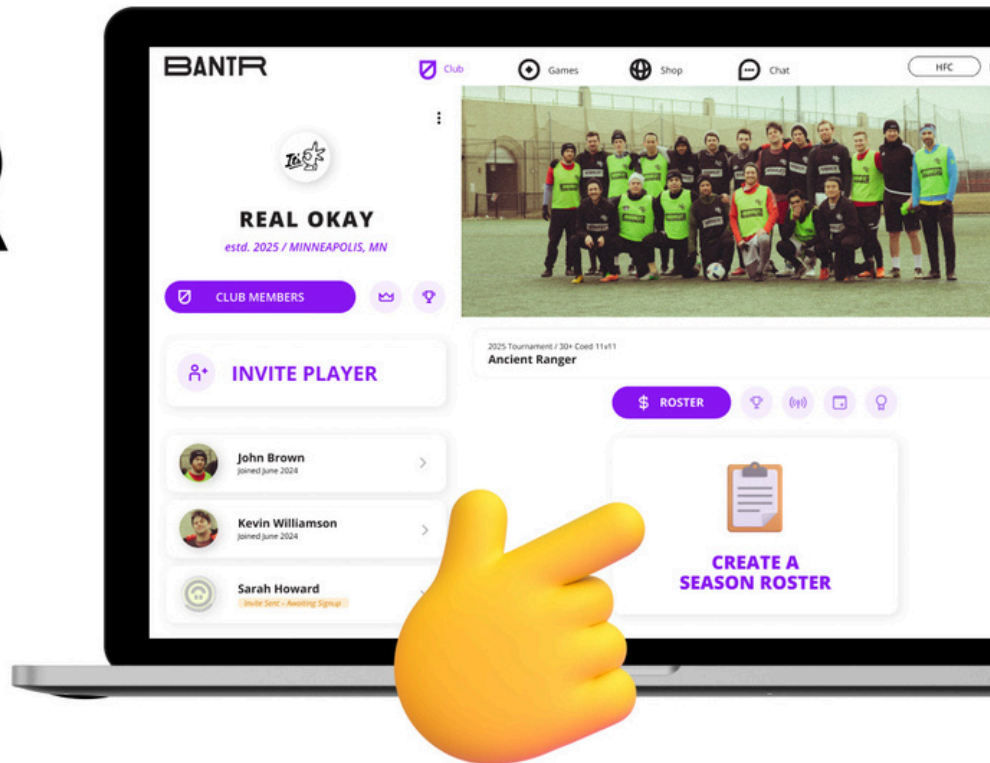 BANTR
Club
Games
Shop
Chat
HFC
It's
REAL OKAY
estd. 2025 / MINNEAPOLIS, MN
CLUB MEMBERS
INVITE PLAYER
John Brown
Joined June 2024
Kevin Williamson
Joined June 2024
Sarah Howard
Invite Sent – Awaiting Signup
2025 Tournament / 30+ Coed 11v11
Ancient Ranger
$ ROSTER
CREATE A
SEASON ROSTER